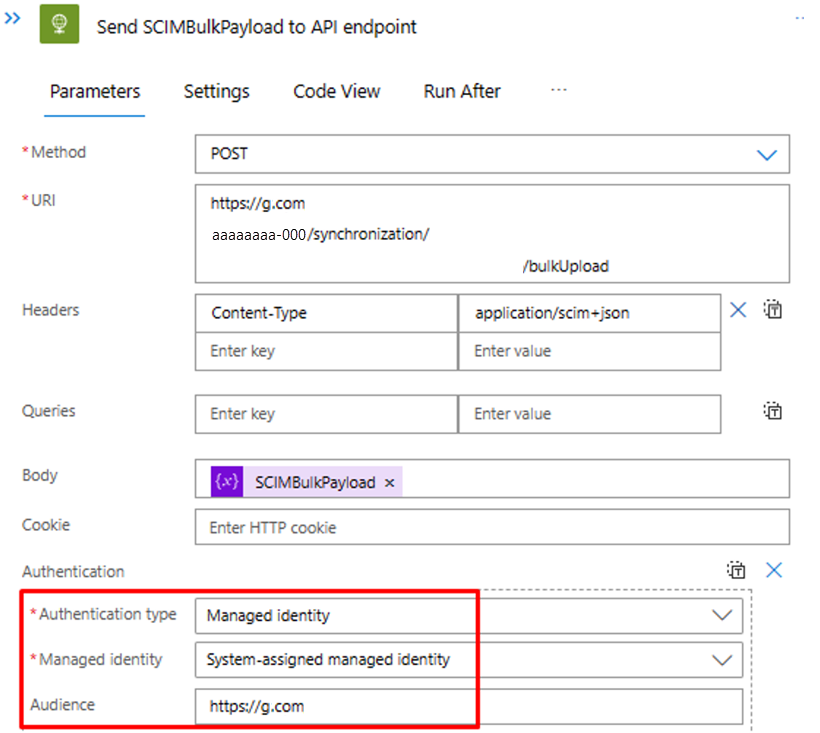 Send SCIMBulkPayload to API endpoint
Parameters Settings Code View Run After ...
* Method POST
* URI https://g.com
aaaaaaaa-000/synchronization/
/bulkUpload
Headers Content-Type application/scim+json
Enter key Enter value
Queries Enter key Enter value
Body {x} SCIMBulkPayload ×
Cookie Enter HTTP cookie
Authentication
* Authentication type Managed identity
* Managed identity System-assigned managed identity
Audience https://g.com